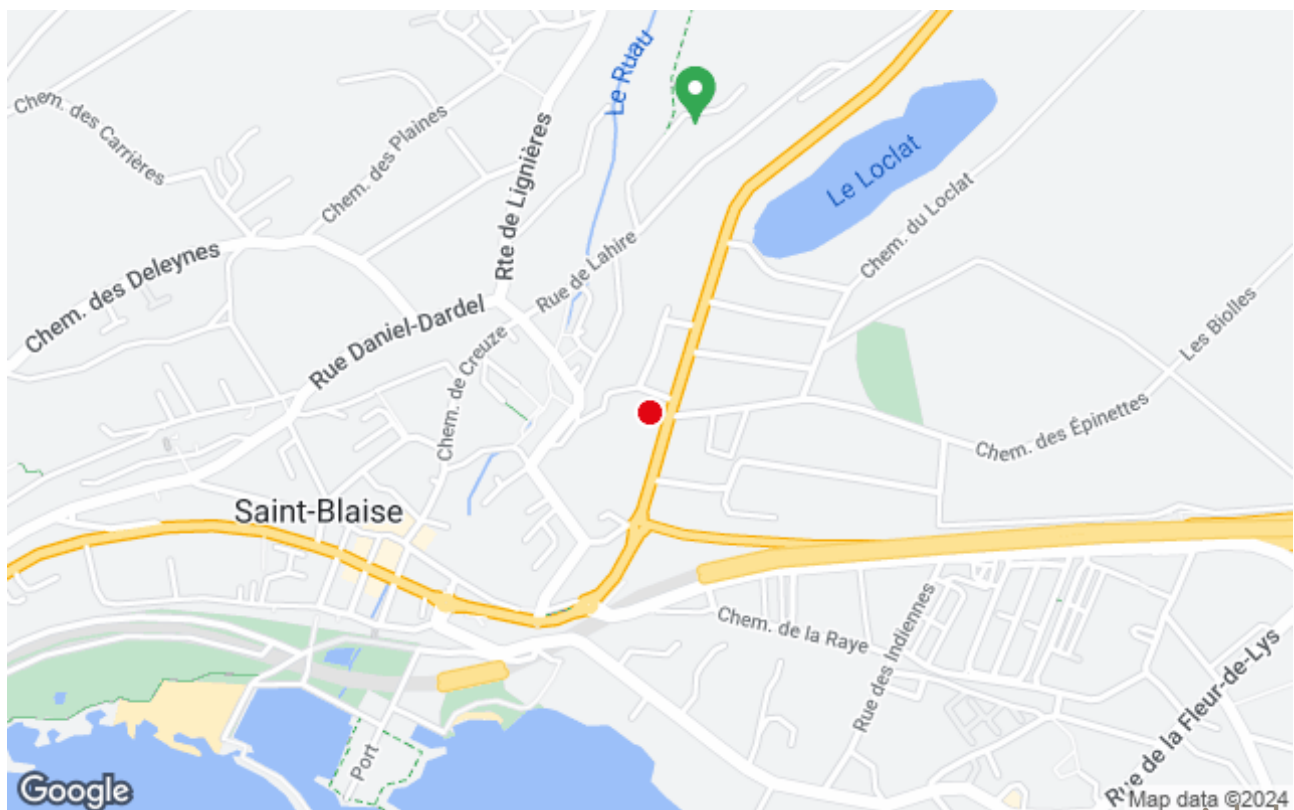 Le Ruau
Chem. des Carrières
Chem. des Plaines
Rte de Lignières
Le Loclat
Chem. du Loclat
Chem. des Deleynes
Rue de Lahire
Rue Daniel-Dardel
Chem. de Creuze
Les Biolles
Chem. des Épinettes
Saint-Blaise
Chem. de la Raye
Rue des Indiennes
Rue de la Fleur-de-Lys
Port
Google
Map data ©2024